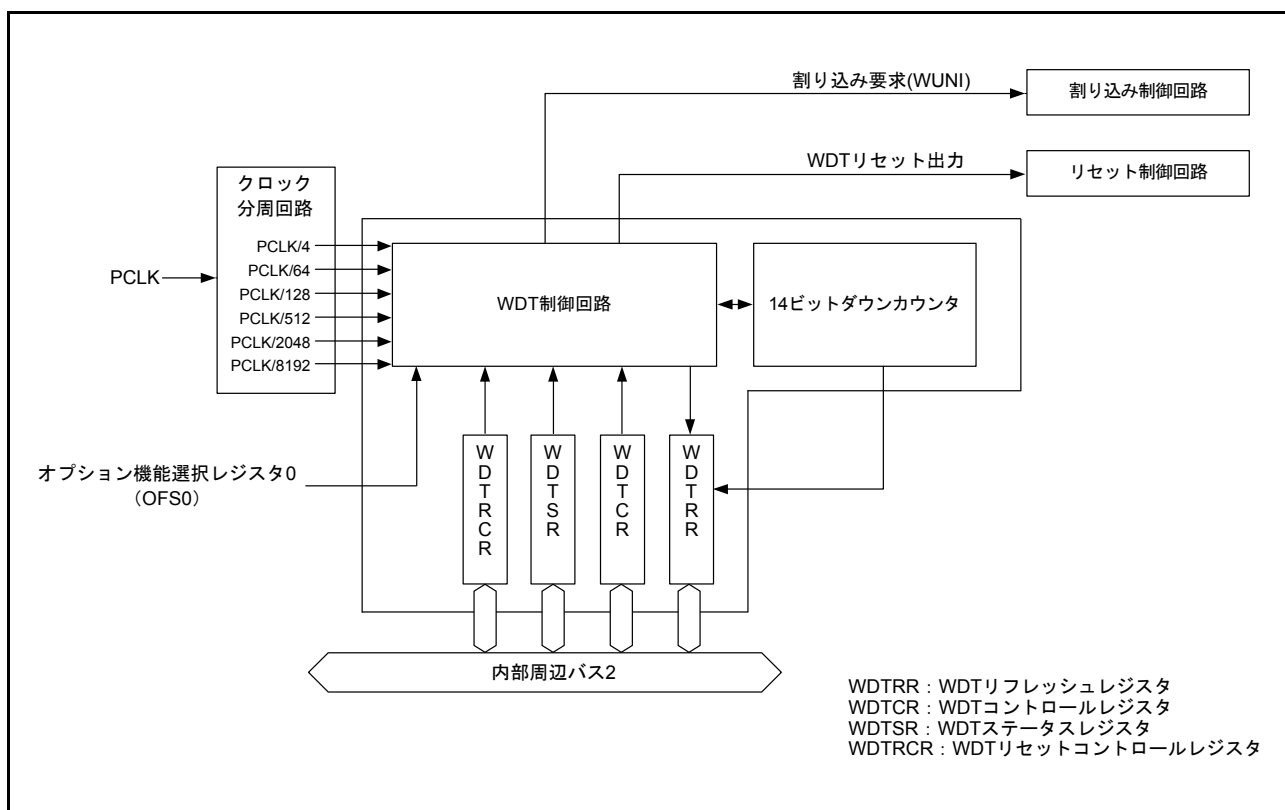 割り込み要求(WUNI)
割り込み制御回路
WDTリセット出力
リセット制御回路
クロック
分周回路
PCLK
PCLK/4
PCLK/64
PCLK/128
PCLK/512
PCLK/2048
PCLK/8192
WDT制御回路
14ビットダウンカウンタ
オプション機能選択レジスタ0
（OFS0）
WDTRCR
WDTSR
WDTCR
WDTRR
内部周辺バス2
WDTRR：WDTリフレッシュレジスタ
WDTCR：WDTコントロールレジスタ
WDTSR：WDTステータスレジスタ
WDTRCR：WDTリセットコントロールレジスタ